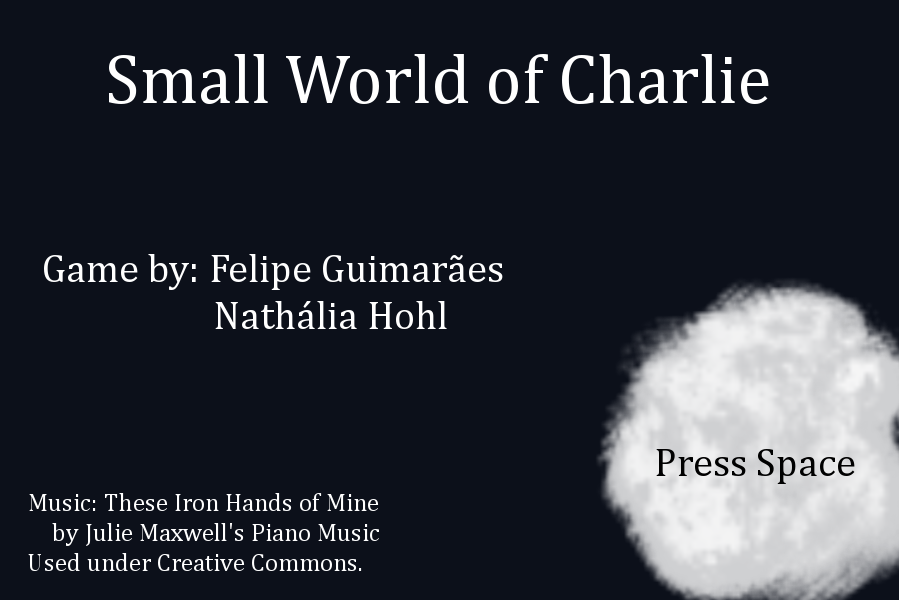 Small World of Charlie
Game by: Felipe Guimarães
Nathália Hohl
Press Space
Music: These Iron Hands of Mine
by Julie Maxwell's Piano Music
Used under Creative Commons.